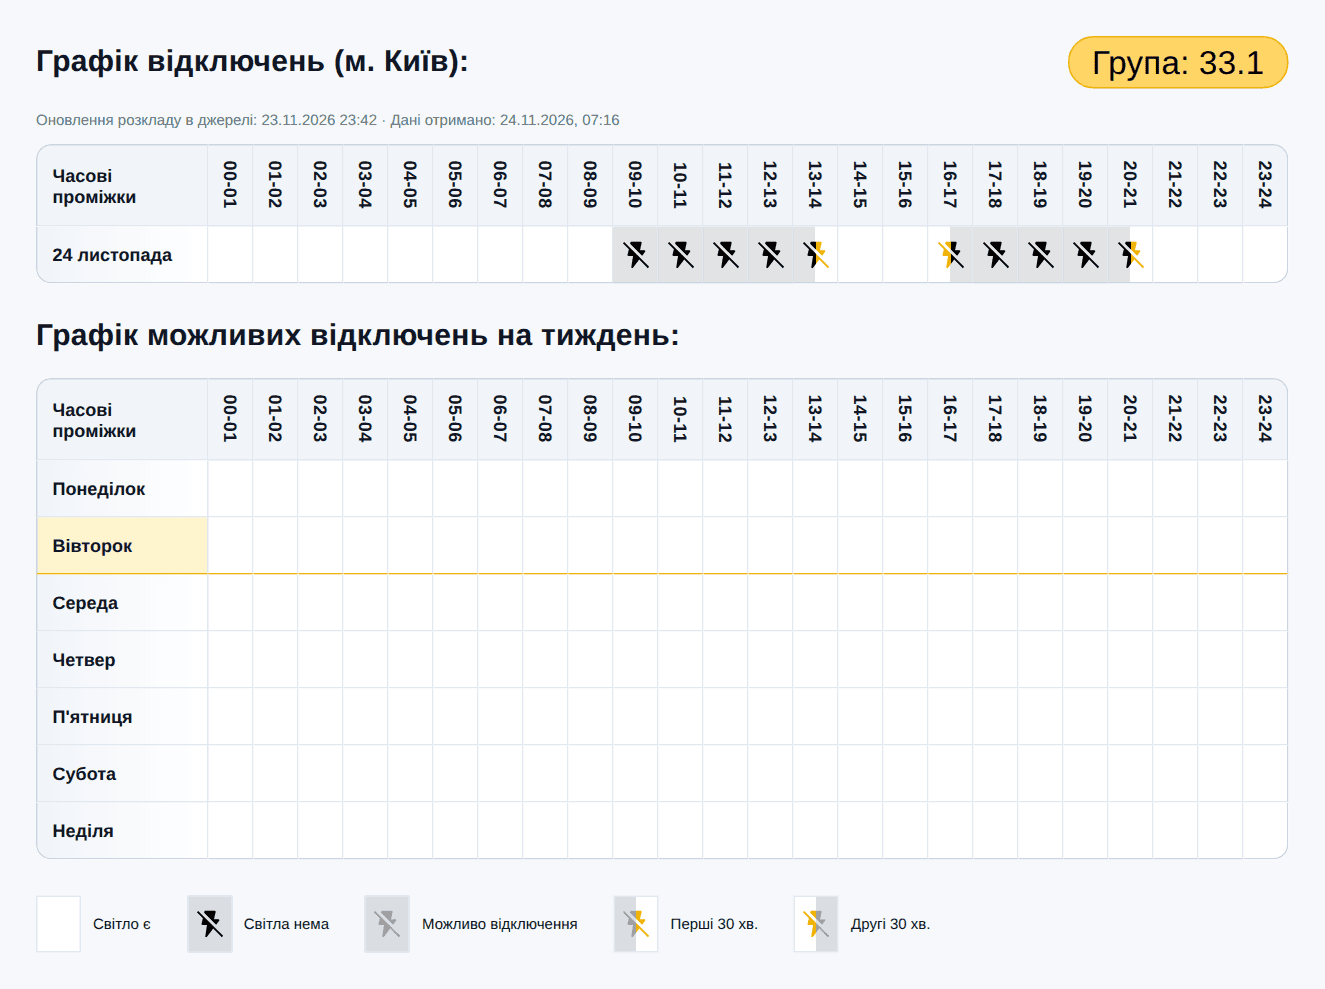 Графік відключень (м. Київ):
Група: 33.1
Оновлення розкладу в джерелі: 23.11.2026 23:42 · Дані отримано: 24.11.2026, 07:16
Часові проміжки 00-01 01-02 02-03 03-04 04-05 05-06 06-07 07-08 08-09 09-10 10-11 11-12 12-13 13-14 14-15 15-16 16-17 17-18 18-19 19-20 20-21 21-22 22-23 23-24
24 листопада
Графік можливих відключень на тиждень:
Часові проміжки 00-01 01-02 02-03 03-04 04-05 05-06 06-07 07-08 08-09 09-10 10-11 11-12 12-13 13-14 14-15 15-16 16-17 17-18 18-19 19-20 20-21 21-22 22-23 23-24
Понеділок
Вівторок
Середа
Четвер
П'ятниця
Субота
Неділя
Світло є Світла нема Можливо відключення Перші 30 хв. Другі 30 хв.